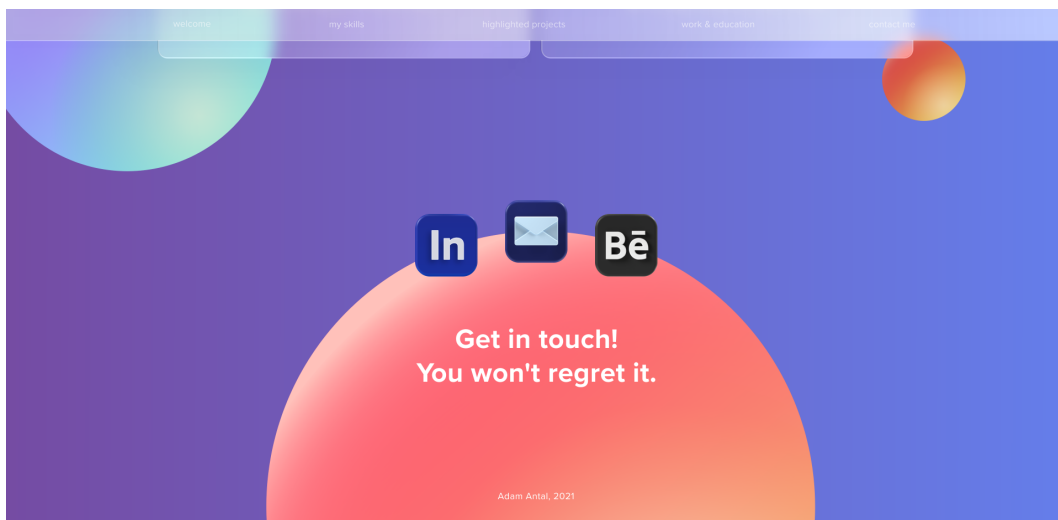 welcome
my skills
highlighted projects
work & education
contact me
In
Bē
Get in touch!
You won't regret it.
Adam Antal, 2021